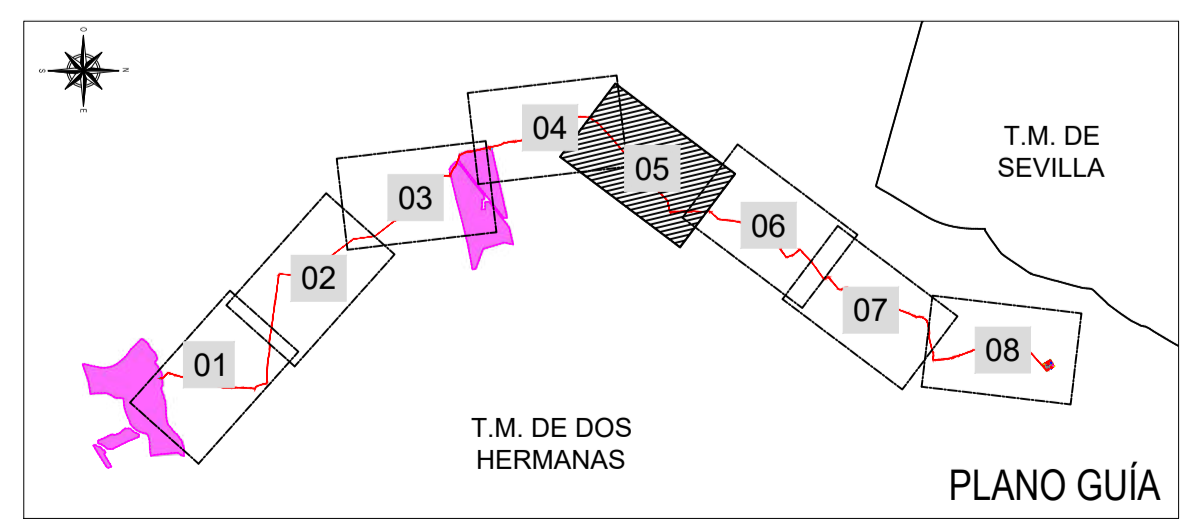 O
S
N
E
04
05
03
06
02
07
01
08
T.M. DE
SEVILLA
T.M. DE DOS
HERMANAS
PLANO GUÍA